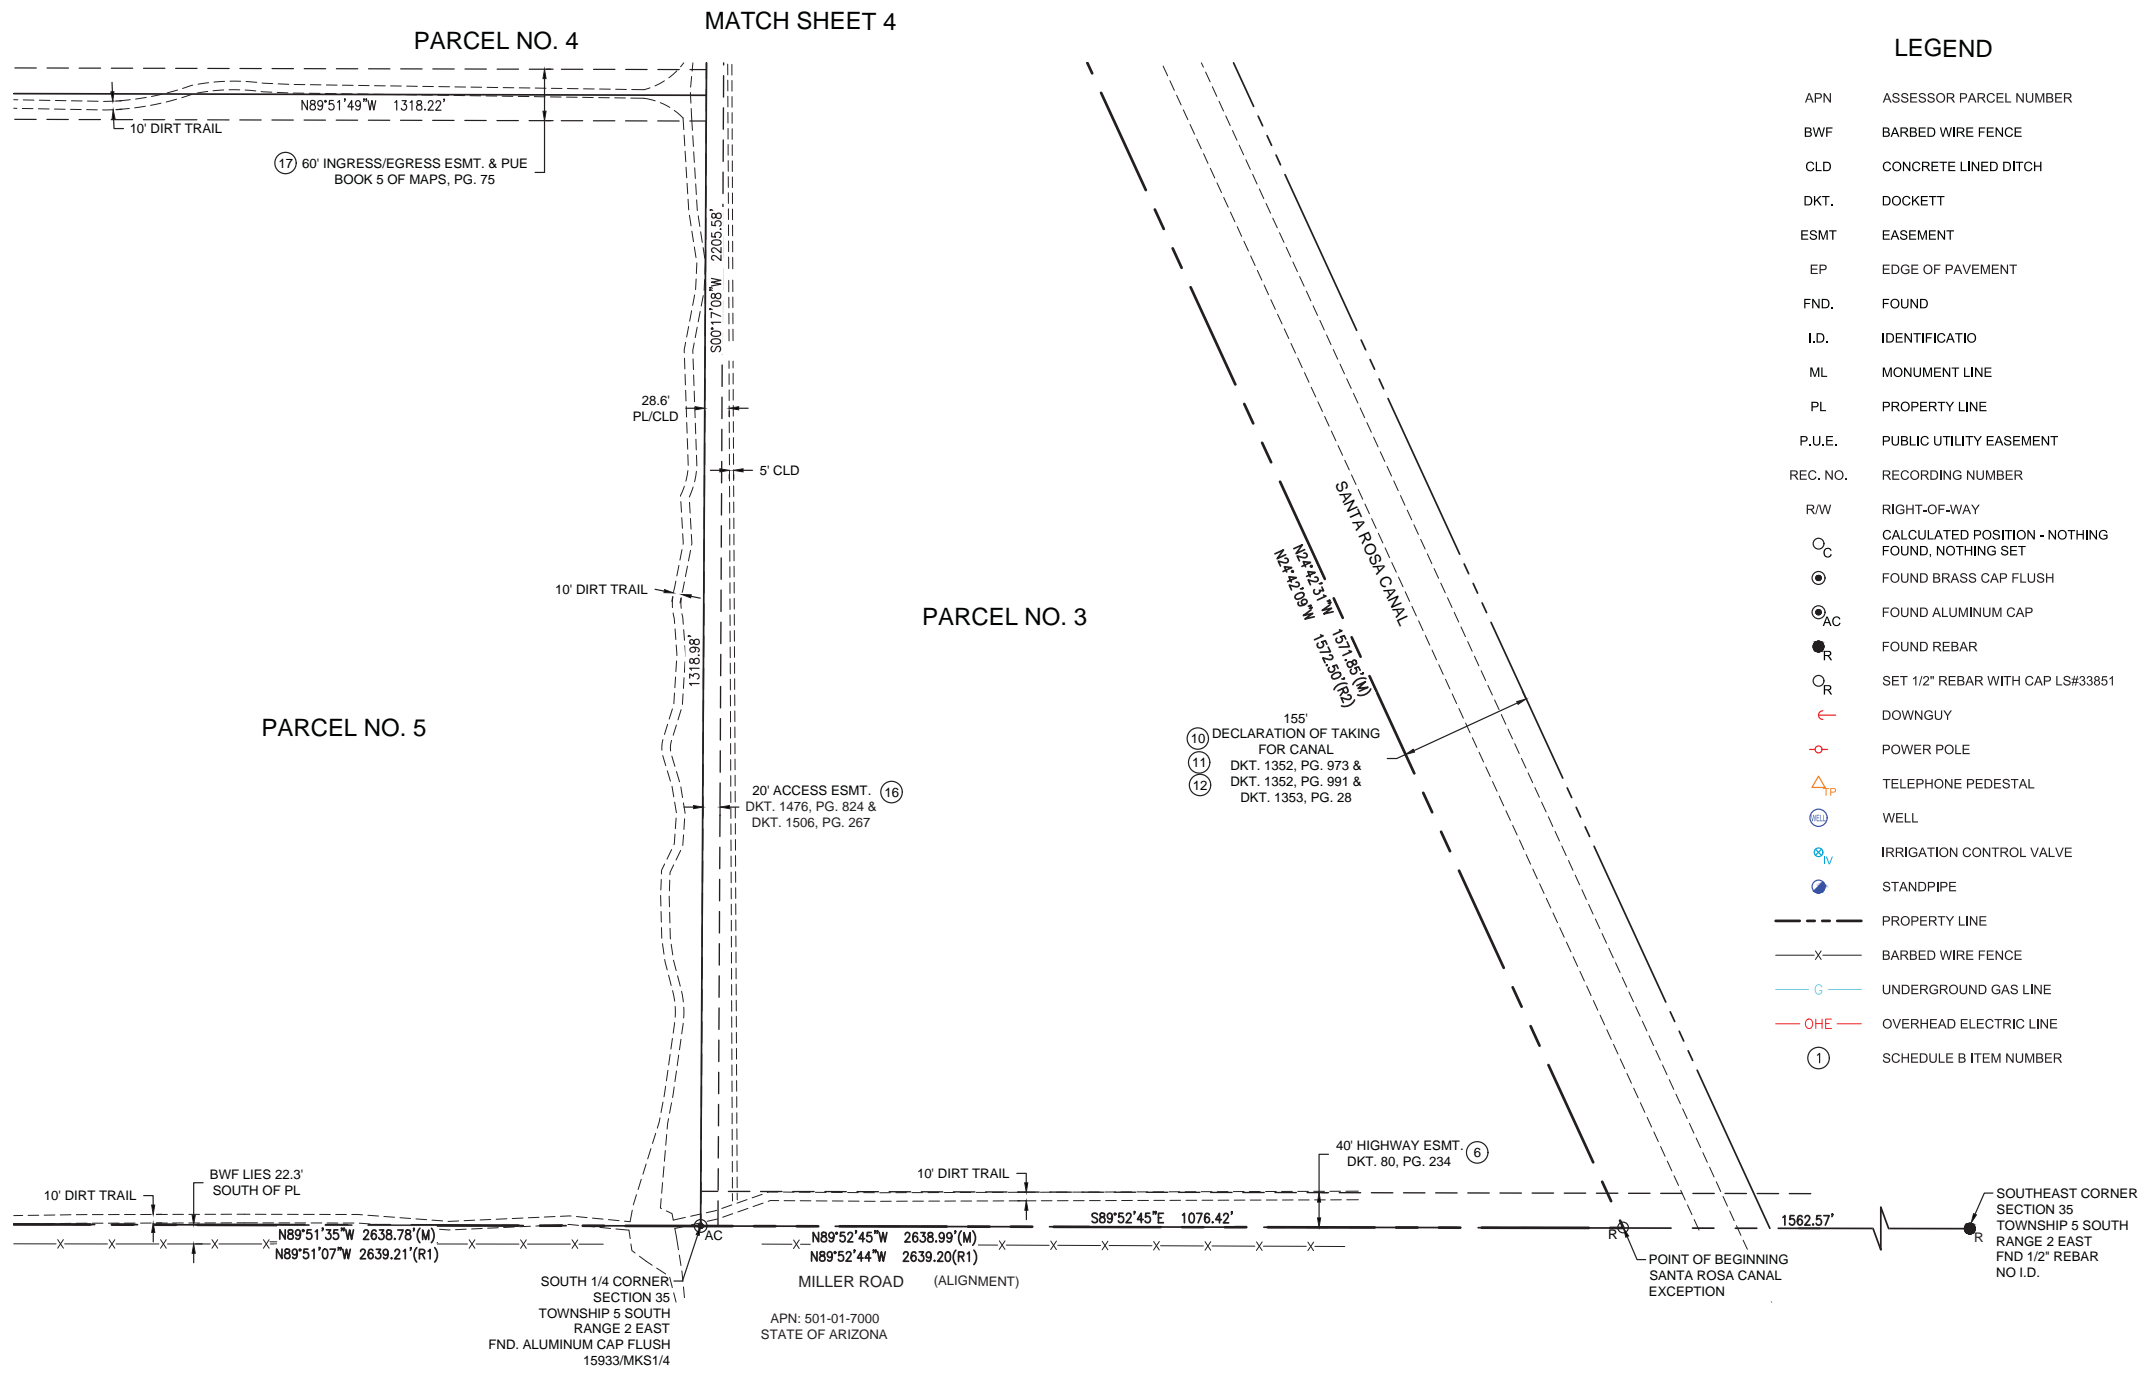 MATCH SHEET 4
PARCEL NO. 4
N89°51'49"W 1318.22'
10' DIRT TRAIL
17 60' INGRESS/EGRESS ESMT. & PUE
BOOK 5 OF MAPS, PG. 75
S00°17'08"W 2205.58'
28.6'
PL/CLD
5' CLD
10' DIRT TRAIL
1318.98'
PARCEL NO. 5
PARCEL NO. 3
20' ACCESS ESMT. 16
DKT. 1476, PG. 824 &
DKT. 1506, PG. 267
SANTA ROSA CANAL
N24°42'31"W 1571.85'(M)
N24°42'09"W 1572.50'(R2)
155'
10 DECLARATION OF TAKING
FOR CANAL
11 DKT. 1352, PG. 973 &
12 DKT. 1352, PG. 991 &
DKT. 1353, PG. 28
40' HIGHWAY ESMT. 6
DKT. 80, PG. 234
BWF LIES 22.3'
SOUTH OF PL
10' DIRT TRAIL
10' DIRT TRAIL
S89°52'45"E 1076.42'
1562.57'
N89°51'35"W 2638.78'(M)
N89°51'07"W 2639.21'(R1)
X X X X X X X X X
AC
N89°52'45"W 2638.99'(M)
N89°52'44"W 2639.20(R1)
X X X X X X X
MILLER ROAD (ALIGNMENT)
APN: 501-01-7000
STATE OF ARIZONA
SOUTH 1/4 CORNER
SECTION 35
TOWNSHIP 5 SOUTH
RANGE 2 EAST
FND. ALUMINUM CAP FLUSH
15933/MKS1/4
R
POINT OF BEGINNING
SANTA ROSA CANAL
EXCEPTION
R
SOUTHEAST CORNER
SECTION 35
TOWNSHIP 5 SOUTH
RANGE 2 EAST
FND 1/2" REBAR
NO I.D.
LEGEND
APN ASSESSOR PARCEL NUMBER
BWF BARBED WIRE FENCE
CLD CONCRETE LINED DITCH
DKT. DOCKETT
ESMT EASEMENT
EP EDGE OF PAVEMENT
FND. FOUND
I.D. IDENTIFICATIO
ML MONUMENT LINE
PL PROPERTY LINE
P.U.E. PUBLIC UTILITY EASEMENT
REC. NO. RECORDING NUMBER
R/W RIGHT-OF-WAY
C CALCULATED POSITION - NOTHING
FOUND, NOTHING SET
FOUND BRASS CAP FLUSH
AC FOUND ALUMINUM CAP
R FOUND REBAR
R SET 1/2" REBAR WITH CAP LS#33851
DOWNGUY
POWER POLE
TP TELEPHONE PEDESTAL
WELL WELL
IV IRRIGATION CONTROL VALVE
STANDPIPE
PROPERTY LINE
X BARBED WIRE FENCE
G UNDERGROUND GAS LINE
OHE OVERHEAD ELECTRIC LINE
1 SCHEDULE B ITEM NUMBER